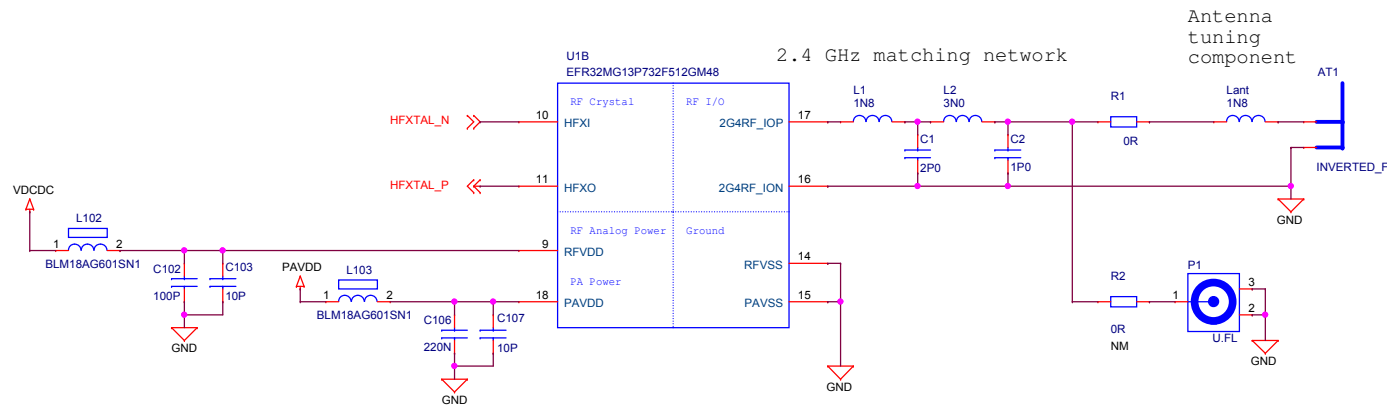 Antenna
tuning
component
2.4 GHz matching network
U1B
EFR32MG13P732F512GM48
AT1
RF Crystal
RF I/O
L1
1N8
L2
3N0
R1
0R
Lant
1N8
HFXTAL_N
10
HFXI
2G4RF_IOP
17
C1
2P0
C2
1P0
INVERTED_F
HFXTAL_P
11
HFXO
2G4RF_ION
16
GND
VDCDC
L102
1
2
BLM18AG601SN1
RF Analog Power
Ground
9
RFVDD
C102
100P
C103
10P
GND
PAVDD
L103
1
2
BLM18AG601SN1
RFVSS
14
PA Power
18
PAVDD
PAVSS
15
C106
220N
C107
10P
GND
GND
R2
0R
NM
P1
1
3
2
U.FL
GND